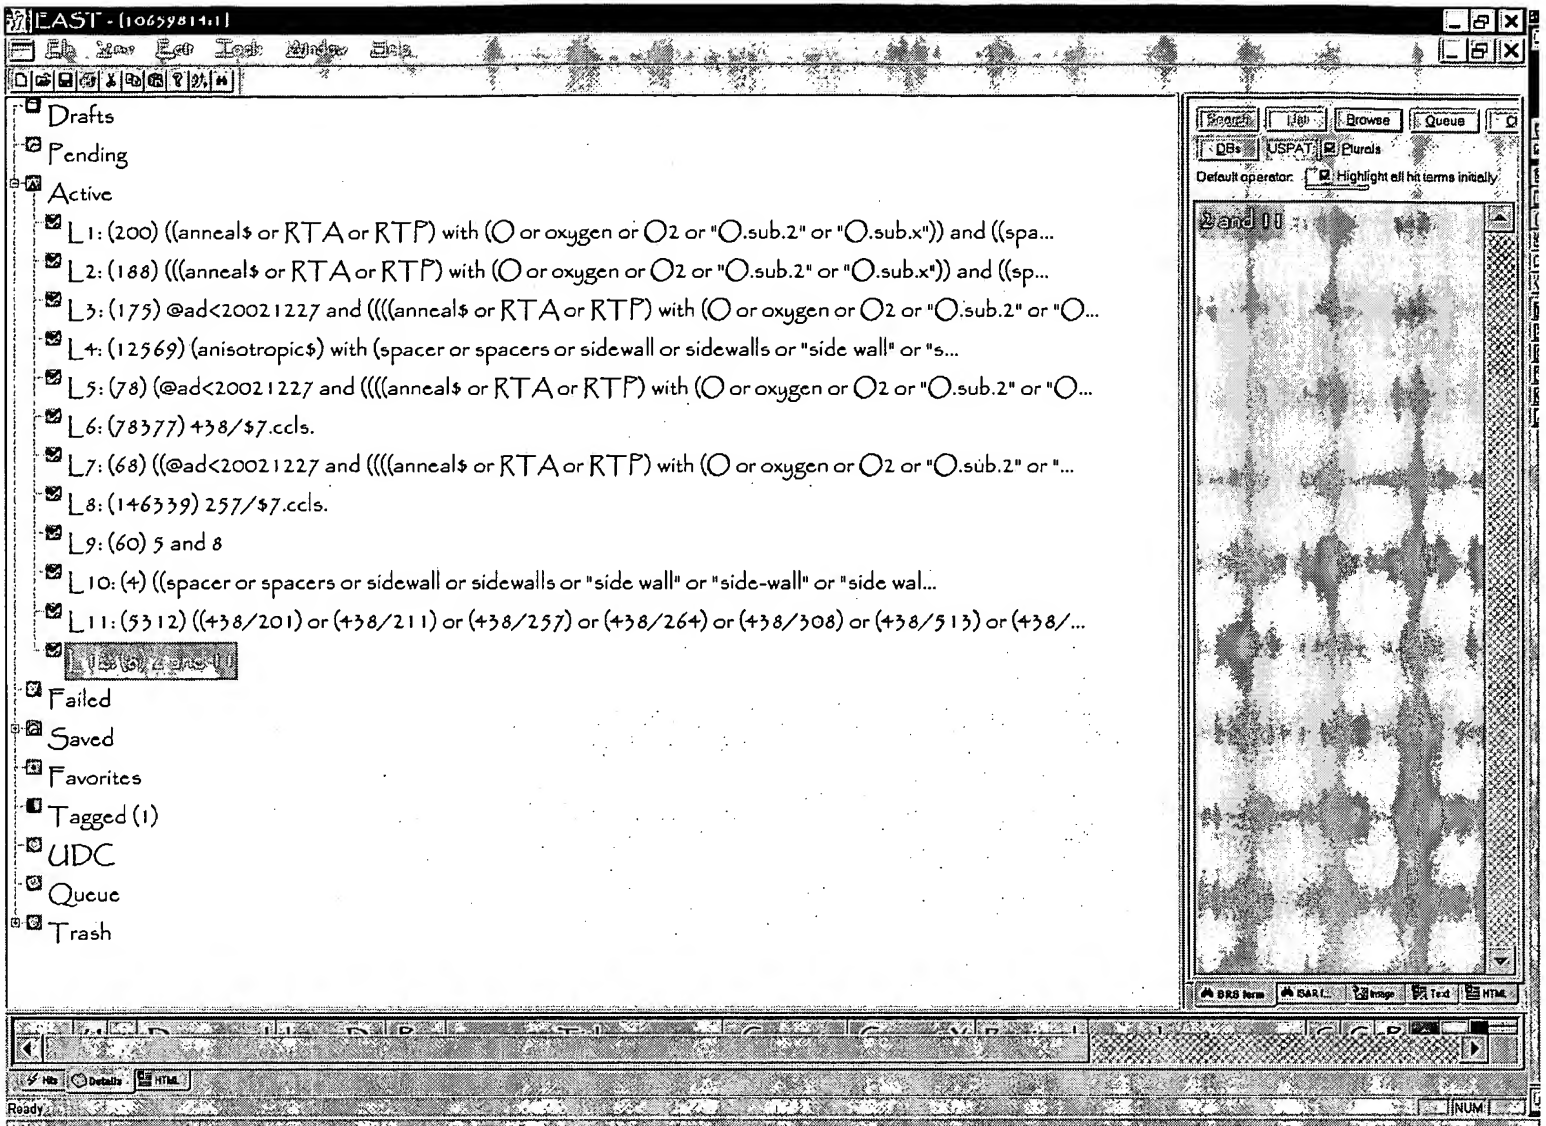 EAST - [10659814:1]
Drafts
Pending
Active
L1: (200) ((anneal$ or RTA or RTP) with (O or oxygen or O2 or "O.sub.2" or "O.sub.x")) and ((spa...
L2: (188) (((anneal$ or RTA or RTP) with (O or oxygen or O2 or "O.sub.2" or "O.sub.x")) and ((sp...
L3: (175) @ad<20021227 and ((((anneal$ or RTA or RTP) with (O or oxygen or O2 or "O.sub.2" or "O...
L4: (12569) (anisotropic$) with (spacer or spacers or sidewall or sidewalls or "side wall" or "s...
L5: (78) (@ad<20021227 and ((((anneal$ or RTA or RTP) with (O or oxygen or O2 or "O.sub.2" or "O...
L6: (78377) 438/$7.ccls.
L7: (68) ((@ad<20021227 and ((((anneal$ or RTA or RTP) with (O or oxygen or O2 or "O.sub.2" or "...
L8: (146339) 257/$7.ccls.
L9: (60) 5 and 8
L10: (4) ((spacer or spacers or sidewall or sidewalls or "side wall" or "side-wall" or "side wal...
L11: (5312) ((438/201) or (438/211) or (438/257) or (438/264) or (438/308) or (438/513) or (438/...
Failed
Saved
Favorites
Tagged (1)
UDC
Queue
Trash
Search List Browse Queue
DBs USPAT Plurals
Default operator: Highlight all hit terms initially
2 and 11
BRS form Image Text HTML
Hits Details HTML
Ready NUM